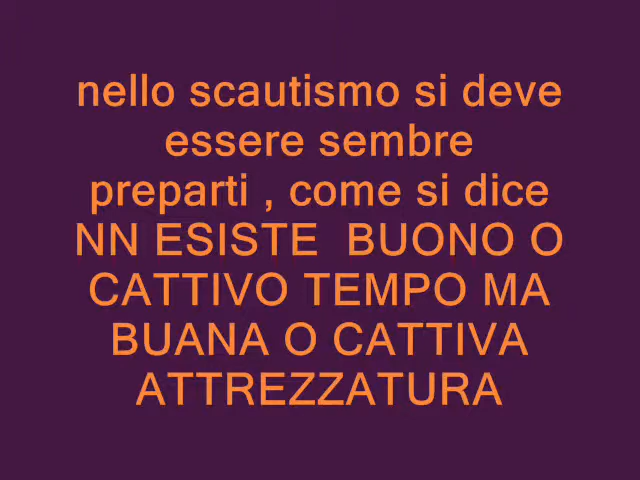 nello scautismo si deve
essere sembre
preparti , come si dice
NN ESISTE  BUONO O
CATTIVO TEMPO MA
BUANA O CATTIVA
ATTREZZATURA